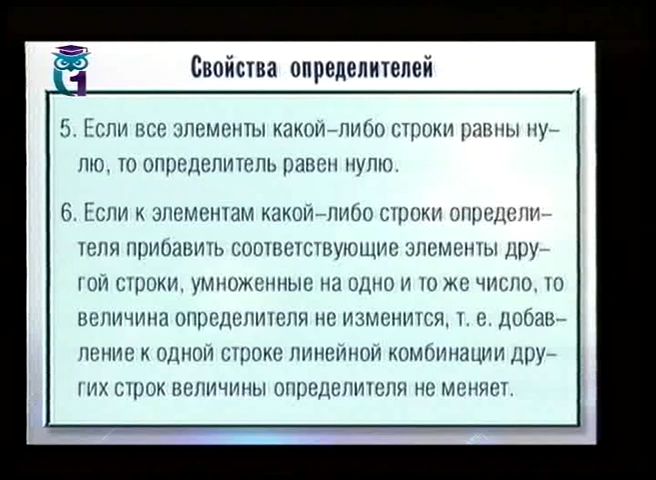 Свойства определителей
5. Если все элементы какой–либо строки равны ну–
лю, то определитель равен нулю.
6. Если к элементам какой–либо строки определи–
теля прибавить соответствующие элементы дру–
гой строки, умноженные на одно и то же число, то
величина определителя не изменится, т. е. добав–
ление к одной строке линейной комбинации дру–
гих строк величины определителя не меняет.
1